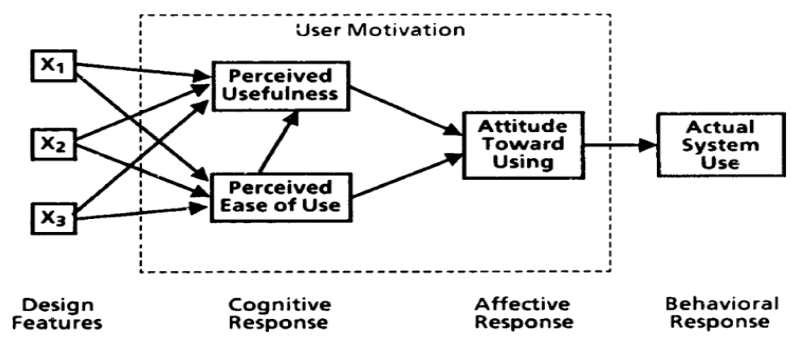 User Motivation
X1
Perceived
Usefulness
X2
Attitude
Toward
Using
Actual
System
Use
X3
Perceived
Ease of Use
Design
Features
Cognitive
Response
Affective
Response
Behavioral
Response